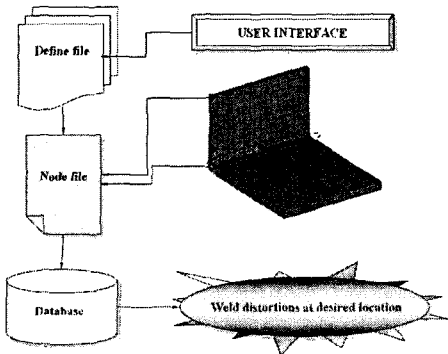 USER INTERFACE
Define file
Node file
Database
Weld distortions at desired location